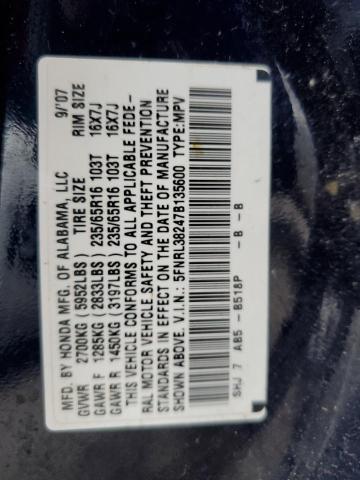 MFD. BY HONDA MFG. OF ALABAMA, LLC 9/'07
GVWR 2700KG (5952LBS) TIRE SIZE RIM SIZE
GAWR F 1285KG (2833LBS) 235/65R16 103T 16X7J
GAWR R 1450KG (3197LBS) 235/65R16 103T 16X7J
THIS VEHICLE CONFORMS TO ALL APPLICABLE FEDE-
RAL MOTOR VEHICLE SAFETY AND THEFT PREVENTION
STANDARDS IN EFFECT ON THE DATE OF MANUFACTURE
SHOWN ABOVE. V.I.N.: 5FNRL38247B135600 TYPE:MPV
SHJ 7 AB5 -B518P -B -B